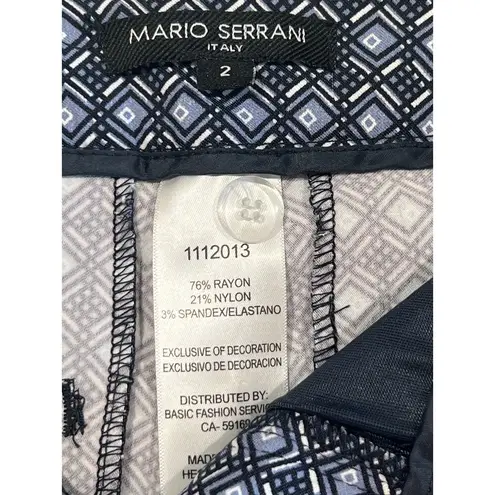 MARIO SERRANI
ITALY
2
1112013
76% RAYON
21% NYLON
3% SPANDEX/ELASTANO
EXCLUSIVE OF DECORATION
EXCLUSIVO DE DECORACION
DISTRIBUTED BY:
BASIC FASHION
CA-